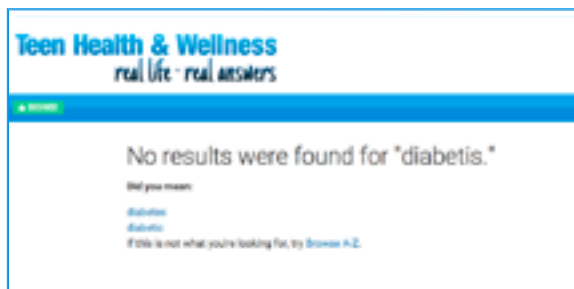 Teen Health & Wellness
real life - real answers
HOME
No results were found for "diabetis."
Did you mean:
diabetes
diabetic
If this is not what you're looking for, try Browse A-Z.